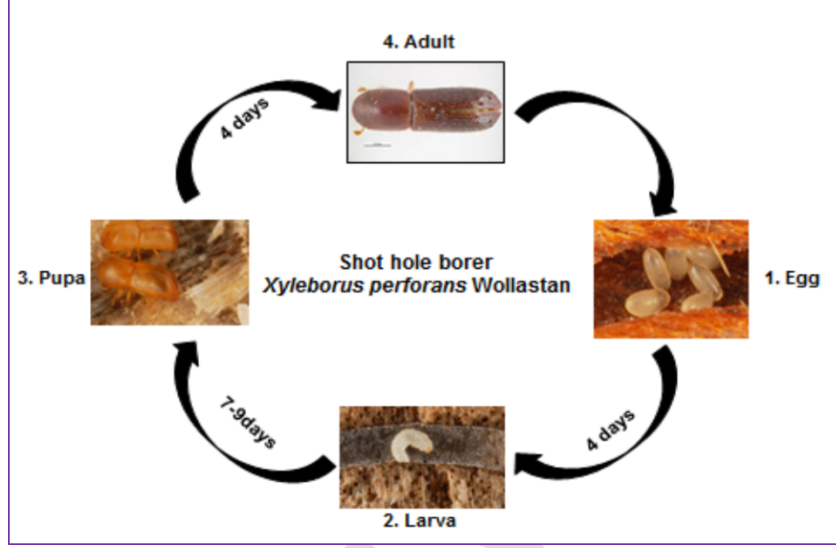 4. Adult
4 days
3. Pupa
Shot hole borer
Xyleborus perforans Wollastan
1. Egg
7-9days
4 days
2. Larva